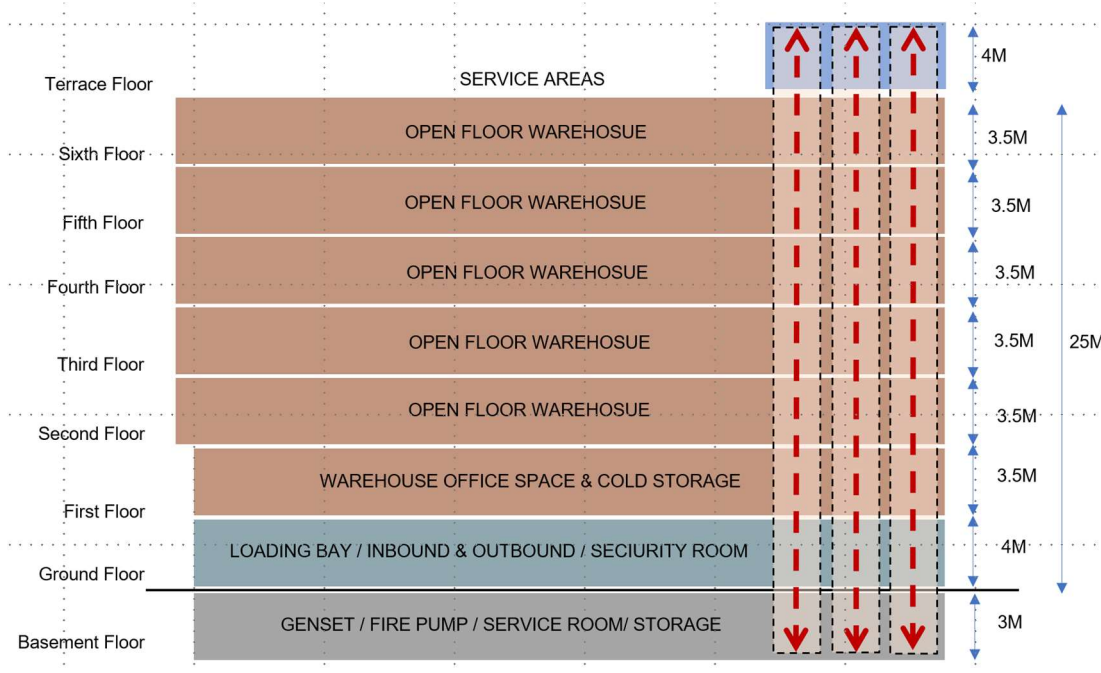 4M
Terrace Floor
SERVICE AREAS
OPEN FLOOR WAREHOSUE
3.5M
Sixth Floor
OPEN FLOOR WAREHOSUE
3.5M
Fifth Floor
OPEN FLOOR WAREHOSUE
3.5M
Fourth Floor
OPEN FLOOR WAREHOSUE
3.5M
25M
Third Floor
OPEN FLOOR WAREHOSUE
3.5M
Second Floor
WAREHOUSE OFFICE SPACE & COLD STORAGE
3.5M
First Floor
LOADING BAY / INBOUND & OUTBOUND / SECIURITY ROOM
4M
Ground Floor
GENSET / FIRE PUMP / SERVICE ROOM/ STORAGE
3M
Basement Floor